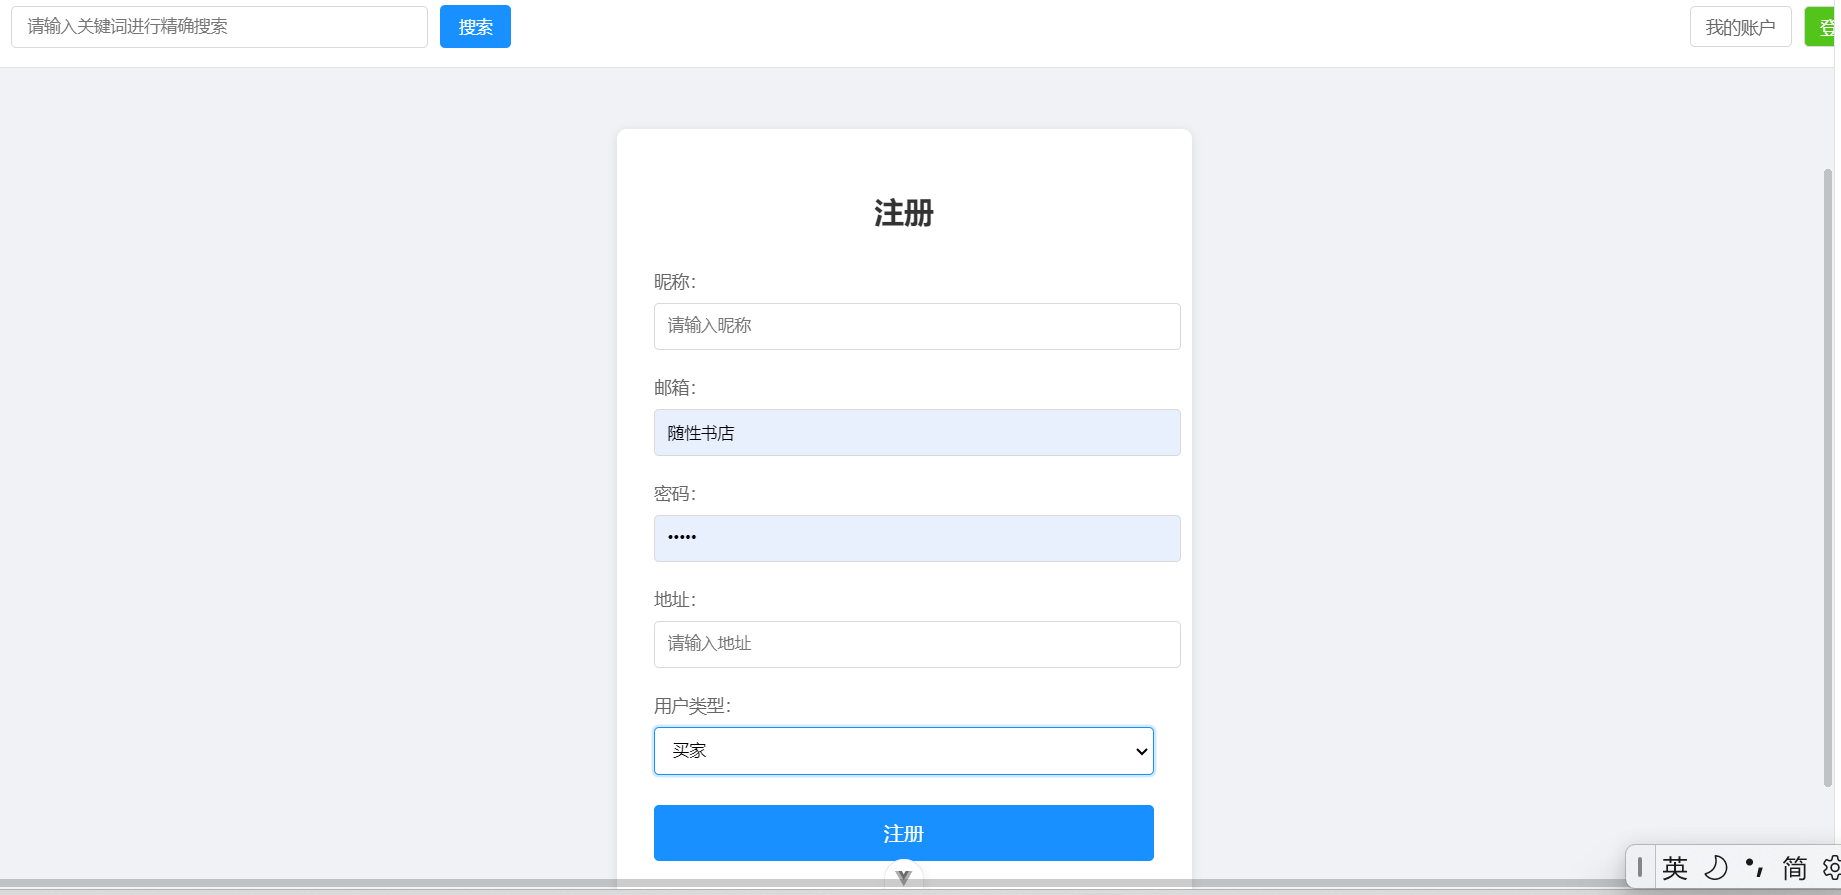 请输入关键词进行精确搜索
搜索
我的账户
登
注册
昵称：
请输入昵称
邮箱：
随性书店
密码：
•••••
地址：
请输入地址
用户类型：
买家
注册
英
简